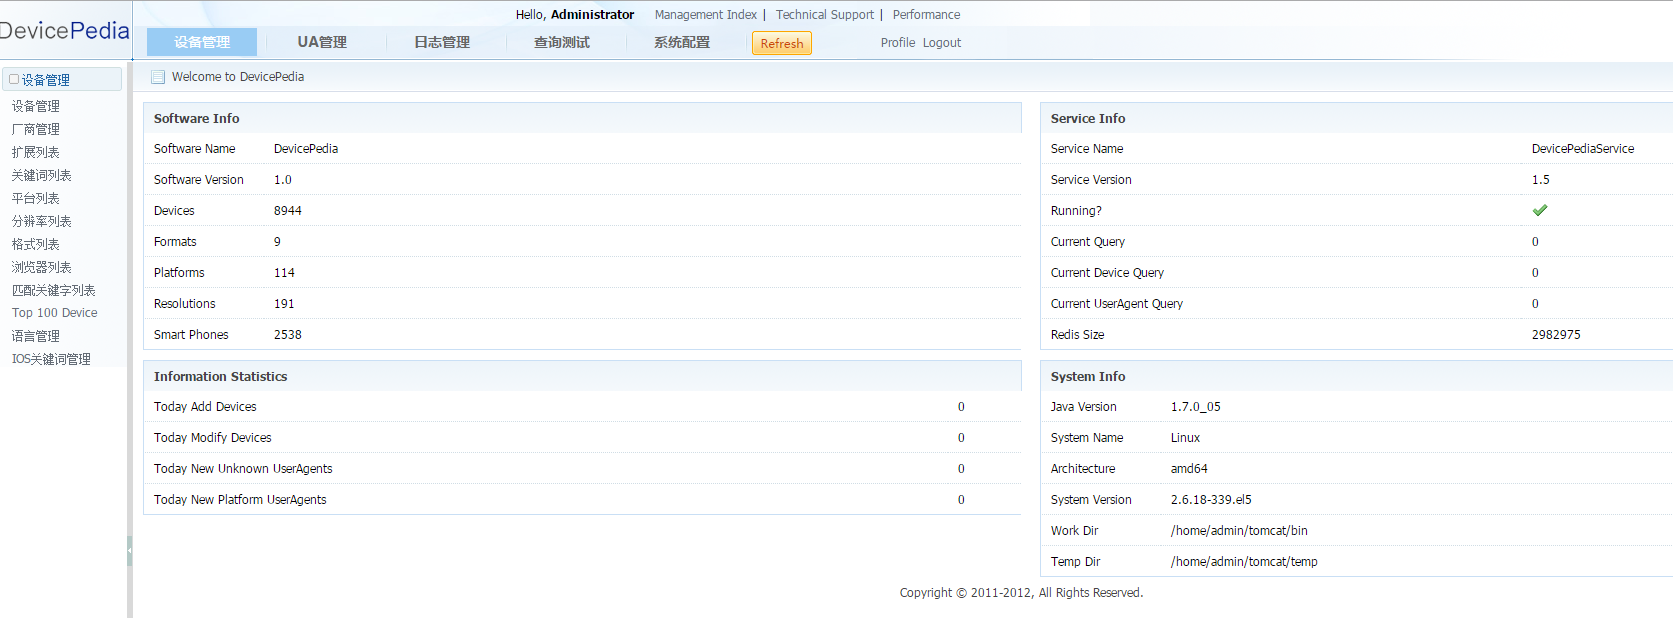 DevicePedia
Hello, Administrator Management Index | Technical Support | Performance
设备管理 UA管理 日志管理 查询测试 系统配置 Refresh Profile Logout
设备管理
设备管理
厂商管理
扩展列表
关键词列表
平台列表
分辨率列表
格式列表
浏览器列表
匹配关键字列表
Top 100 Device
语言管理
IOS关键词管理
Welcome to DevicePedia
Software Info
Software Name DevicePedia
Software Version 1.0
Devices 8944
Formats 9
Platforms 114
Resolutions 191
Smart Phones 2538
Service Info
Service Name DevicePediaService
Service Version 1.5
Running?
Current Query 0
Current Device Query 0
Current UserAgent Query 0
Redis Size 2982975
Information Statistics
Today Add Devices 0
Today Modify Devices 0
Today New Unknown UserAgents 0
Today New Platform UserAgents 0
System Info
Java Version 1.7.0_05
System Name Linux
Architecture amd64
System Version 2.6.18-339.el5
Work Dir /home/admin/tomcat/bin
Temp Dir /home/admin/tomcat/temp
Copyright © 2011-2012, All Rights Reserved.